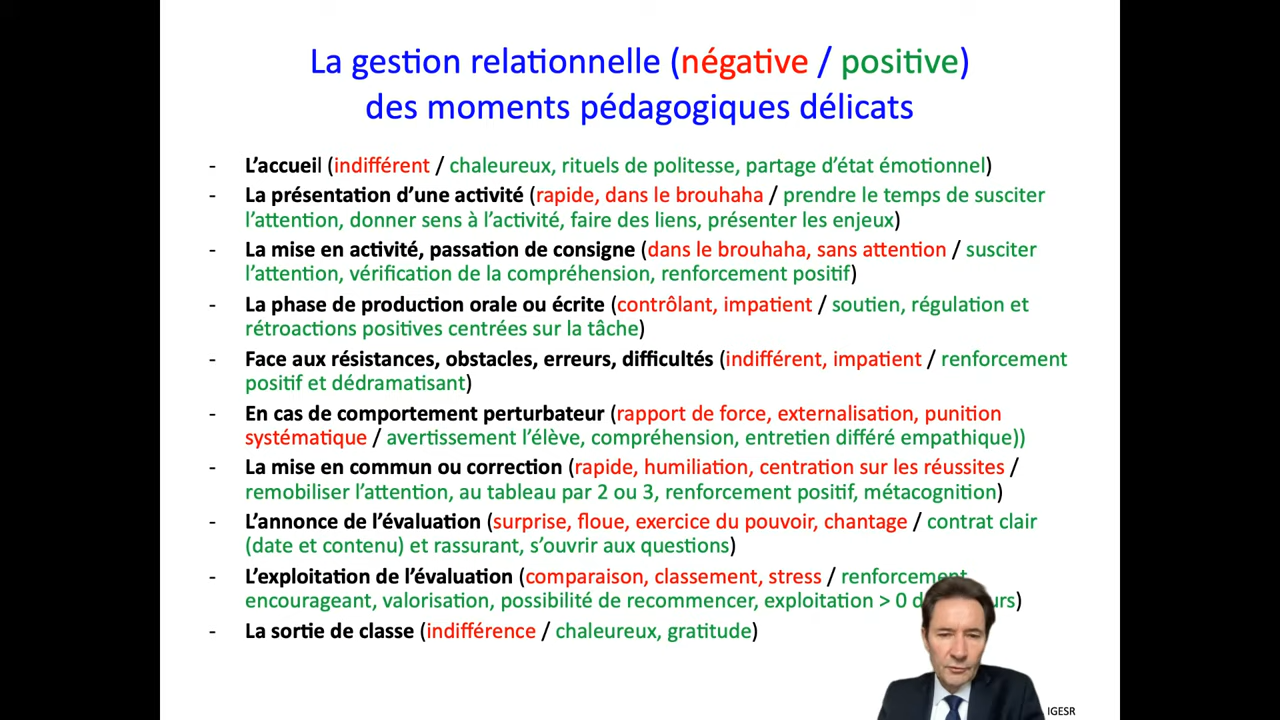 La gestion relationnelle (négative / positive)
des moments pédagogiques délicats
- L'accueil (indifférent / chaleureux, rituels de politesse, partage d'état émotionnel)
- La présentation d'une activité (rapide, dans le brouhaha / prendre le temps de susciter
l'attention, donner sens à l'activité, faire des liens, présenter les enjeux)
- La mise en activité, passation de consigne (dans le brouhaha, sans attention / susciter
l'attention, vérification de la compréhension, renforcement positif)
- La phase de production orale ou écrite (contrôlant, impatient / soutien, régulation et
rétroactions positives centrées sur la tâche)
- Face aux résistances, obstacles, erreurs, difficultés (indifférent, impatient / renforcement
positif et dédramatisant)
- En cas de comportement perturbateur (rapport de force, externalisation, punition
systématique / avertissement l'élève, compréhension, entretien différé empathique))
- La mise en commun ou correction (rapide, humiliation, centration sur les réussites /
remobiliser l'attention, au tableau par 2 ou 3, renforcement positif, métacognition)
- L'annonce de l'évaluation (surprise, floue, exercice du pouvoir, chantage / contrat clair
(date et contenu) et rassurant, s'ouvrir aux questions)
- L'exploitation de l'évaluation (comparaison, classement, stress / renforcement
encourageant, valorisation, possibilité de recommencer, exploitation > 0 )
- La sortie de classe (indifférence / chaleureux, gratitude)
IGESR